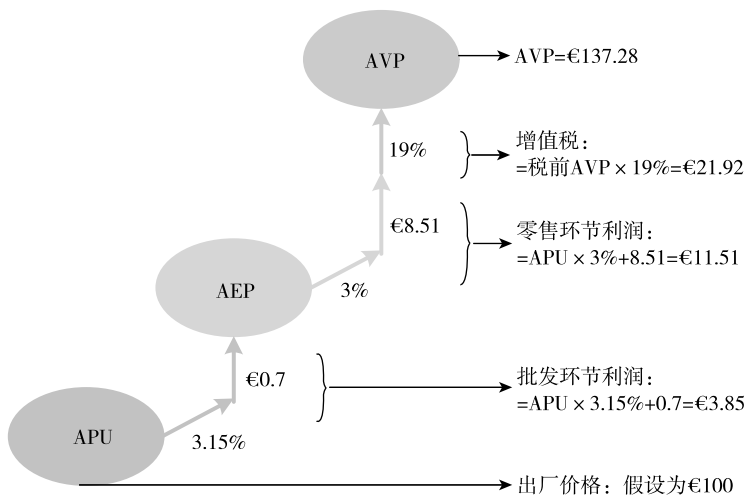 AVP
AVP=€137.28
19%
增值税：
=税前AVP×19%=€21.92
€8.51
零售环节利润：
=APU×3%+8.51=€11.51
AEP
3%
€0.7
批发环节利润：
=APU×3.15%+0.7=€3.85
APU
3.15%
出厂价格：假设为€100